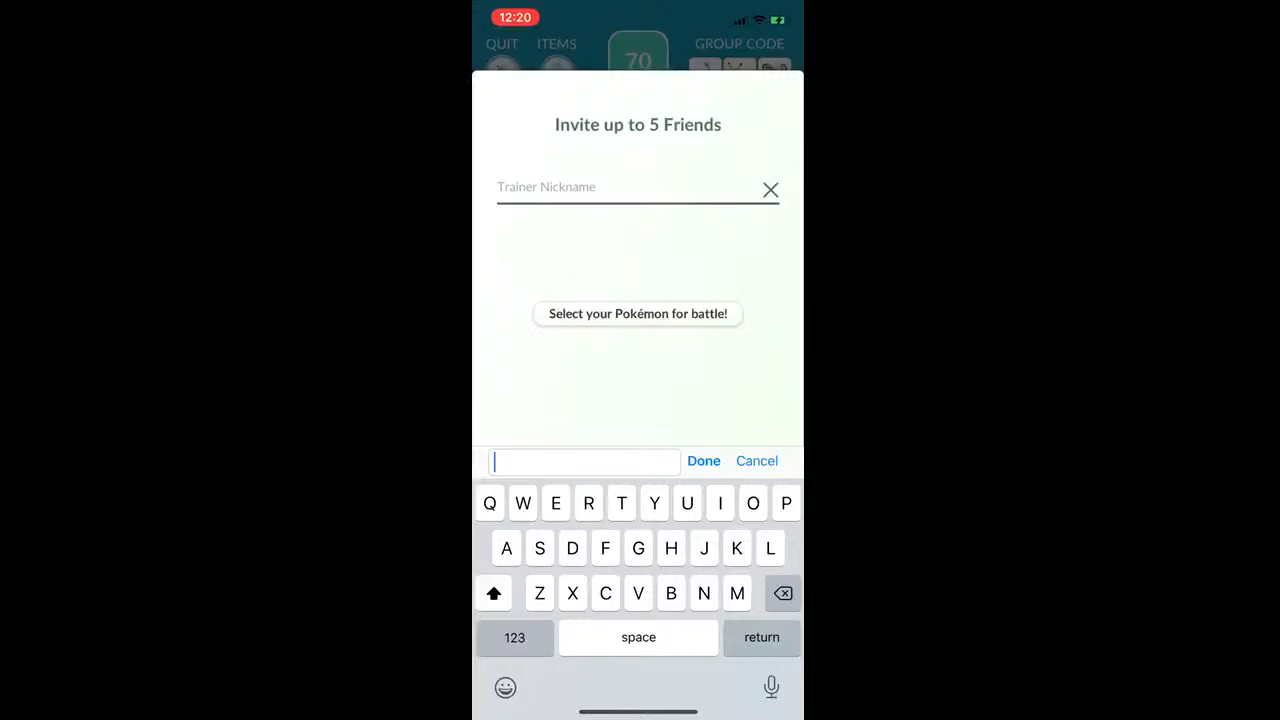 12:20
QUIT ITEMS 70 GROUP CODE
Invite up to 5 Friends
Trainer Nickname
Select your Pokémon for battle!
Done Cancel
Q W E R T Y U I O P
A S D F G H J K L
Z X C V B N M
123 space return